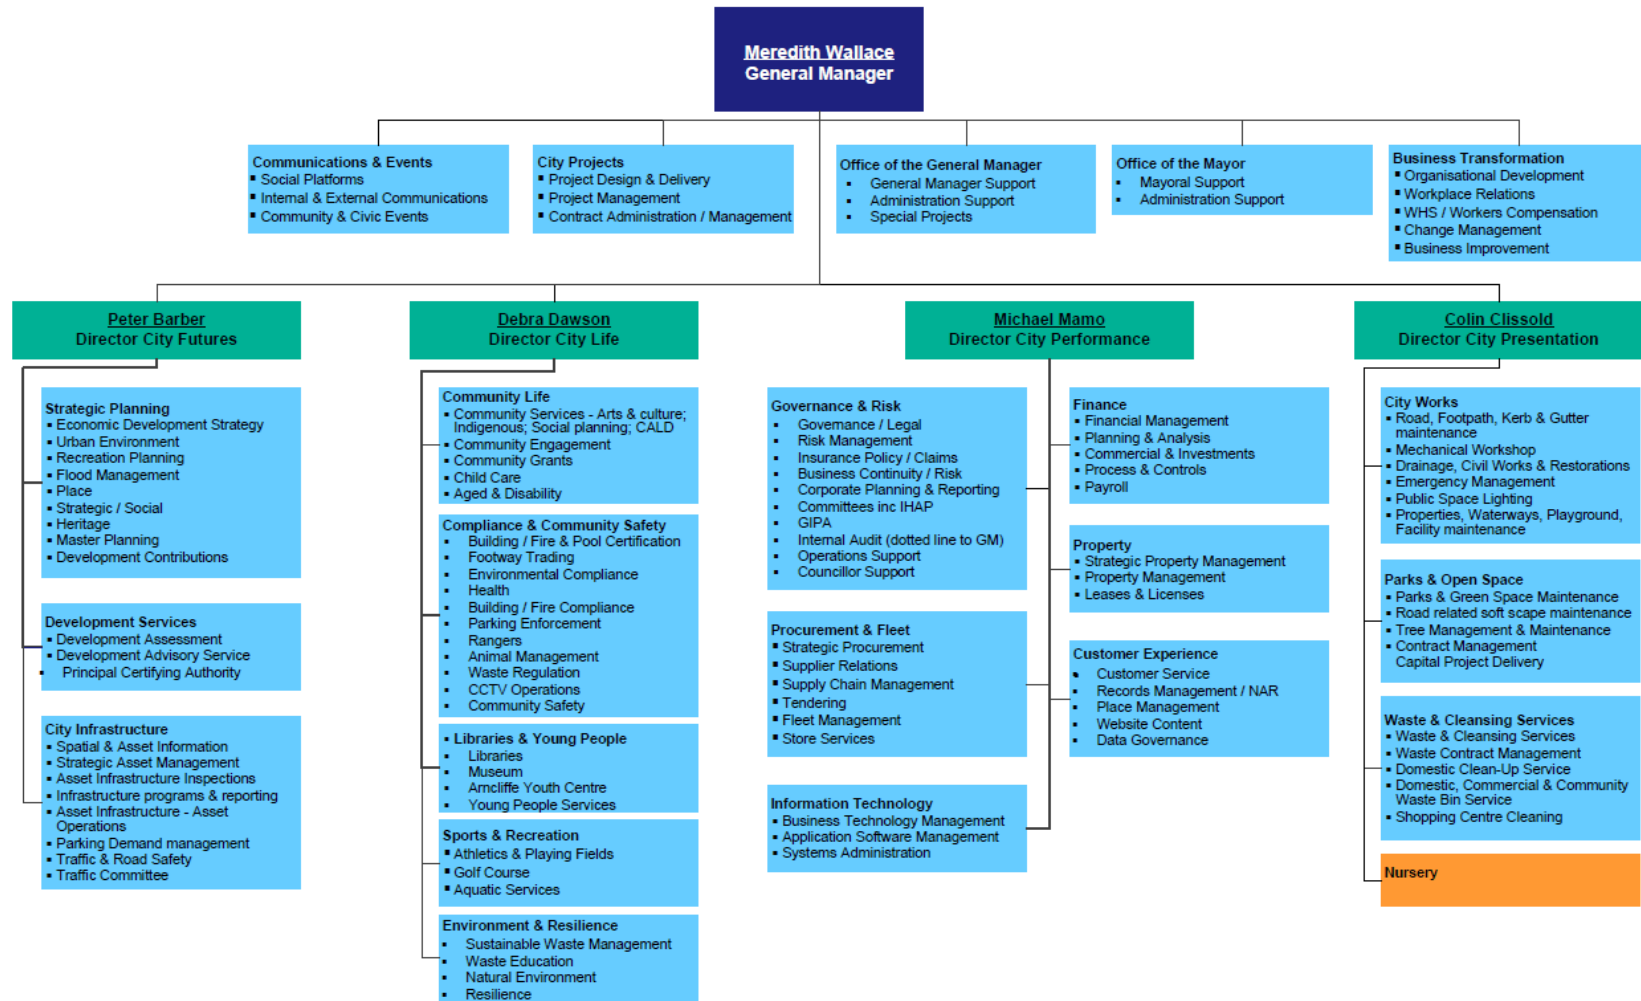 Meredith Wallace
General Manager
Communications & Events
▪ Social Platforms
▪ Internal & External Communications
▪ Community & Civic Events
City Projects
▪ Project Design & Delivery
▪ Project Management
▪ Contract Administration / Management
Office of the General Manager
▪ General Manager Support
▪ Administration Support
▪ Special Projects
Office of the Mayor
▪ Mayoral Support
▪ Administration Support
Business Transformation
▪ Organisational Development
▪ Workplace Relations
▪ WHS / Workers Compensation
▪ Change Management
▪ Business Improvement
Peter Barber
Director City Futures
Strategic Planning
▪ Economic Development Strategy
▪ Urban Environment
▪ Recreation Planning
▪ Flood Management
▪ Place
▪ Strategic / Social
▪ Heritage
▪ Master Planning
▪ Development Contributions
Development Services
▪ Development Assessment
▪ Development Advisory Service
▪ Principal Certifying Authority
City Infrastructure
▪ Spatial & Asset Information
▪ Strategic Asset Management
▪ Asset Infrastructure Inspections
▪ Infrastructure programs & reporting
▪ Asset Infrastructure - Asset
Operations
▪ Parking Demand management
▪ Traffic & Road Safety
▪ Traffic Committee
Debra Dawson
Director City Life
Community Life
▪ Community Services - Arts & culture;
Indigenous; Social planning; CALD
▪ Community Engagement
▪ Community Grants
▪ Child Care
▪ Aged & Disability
Compliance & Community Safety
▪ Building / Fire & Pool Certification
▪ Footway Trading
▪ Environmental Compliance
▪ Health
▪ Building / Fire Compliance
▪ Parking Enforcement
▪ Rangers
▪ Animal Management
▪ Waste Regulation
▪ CCTV Operations
▪ Community Safety
▪ Libraries & Young People
▪ Libraries
▪ Museum
▪ Arncliffe Youth Centre
▪ Young People Services
Sports & Recreation
▪ Athletics & Playing Fields
▪ Golf Course
▪ Aquatic Services
Environment & Resilience
▪ Sustainable Waste Management
▪ Waste Education
▪ Natural Environment
▪ Resilience
Michael Mamo
Director City Performance
Governance & Risk
▪ Governance / Legal
▪ Risk Management
▪ Insurance Policy / Claims
▪ Business Continuity / Risk
▪ Corporate Planning & Reporting
▪ Committees inc IHAP
▪ GIPA
▪ Internal Audit (dotted line to GM)
▪ Operations Support
▪ Councillor Support
Procurement & Fleet
▪ Strategic Procurement
▪ Supplier Relations
▪ Supply Chain Management
▪ Tendering
▪ Fleet Management
▪ Store Services
Information Technology
▪ Business Technology Management
▪ Application Software Management
▪ Systems Administration
Finance
▪ Financial Management
▪ Planning & Analysis
▪ Commercial & Investments
▪ Process & Controls
▪ Payroll
Property
▪ Strategic Property Management
▪ Property Management
▪ Leases & Licenses
Customer Experience
▪ Customer Service
▪ Records Management / NAR
▪ Place Management
▪ Website Content
▪ Data Governance
Colin Clissold
Director City Presentation
City Works
▪ Road, Footpath, Kerb & Gutter
maintenance
▪ Mechanical Workshop
▪ Drainage, Civil Works & Restorations
▪ Emergency Management
▪ Public Space Lighting
▪ Properties, Waterways, Playground,
Facility maintenance
Parks & Open Space
▪ Parks & Green Space Maintenance
▪ Road related soft scape maintenance
▪ Tree Management & Maintenance
▪ Contract Management
Capital Project Delivery
Waste & Cleansing Services
▪ Waste & Cleansing Services
▪ Waste Contract Management
▪ Domestic Clean-Up Service
▪ Domestic, Commercial & Community
Waste Bin Service
▪ Shopping Centre Cleaning
Nursery